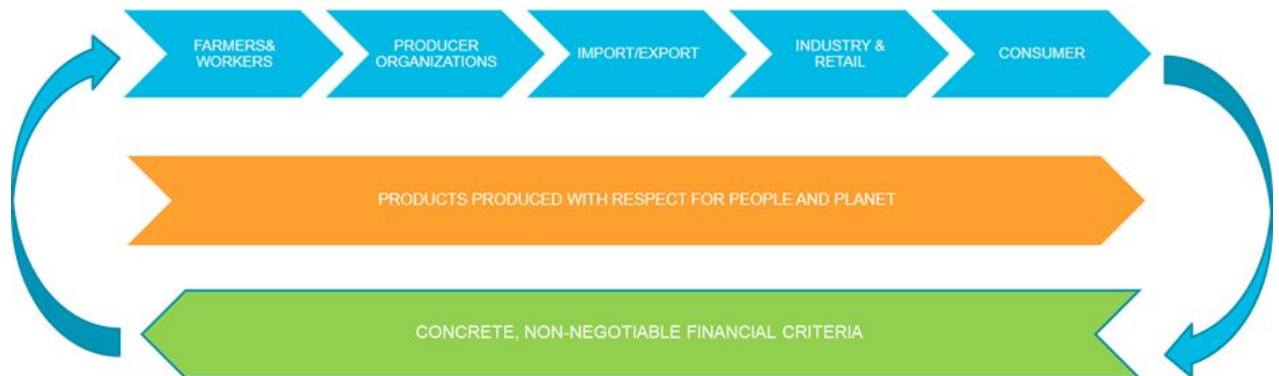 FARMERS&
WORKERS
PRODUCER
ORGANIZATIONS
IMPORT/EXPORT
INDUSTRY &
RETAIL
CONSUMER
PRODUCTS PRODUCED WITH RESPECT FOR PEOPLE AND PLANET
CONCRETE, NON-NEGOTIABLE FINANCIAL CRITERIA